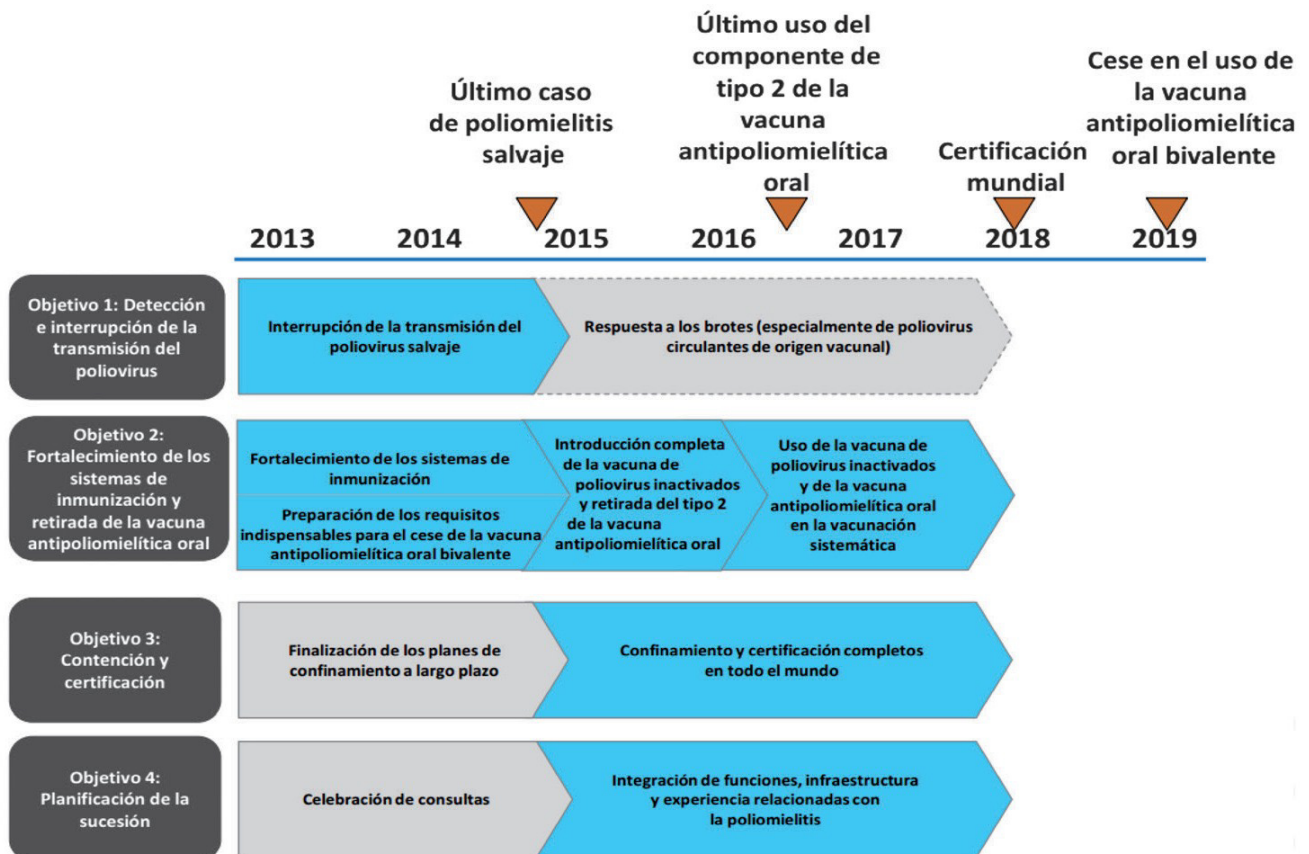 Último caso
de poliomielitis
salvaje
Último uso del
componente de
tipo 2 de la
vacuna
antipoliomielítica
oral
Certificación
mundial
Cese en el uso de
la vacuna
antipoliomielítica
oral bivalente
2013 2014 2015 2016 2017 2018 2019
Objetivo 1: Detección
e interrupción de la
transmisión del
poliovirus
Interrupción de la transmisión del
poliovirus salvaje
Respuesta a los brotes (especialmente de poliovirus
circulantes de origen vacunal)
Objetivo 2:
Fortalecimiento de los
sistemas de
inmunización y
retirada de la vacuna
antipoliomielítica oral
Fortalecimiento de los sistemas de
inmunización
Preparación de los requisitos
indispensables para el cese de la vacuna
antipoliomielítica oral bivalente
Introducción completa
de la vacuna de
poliovirus inactivados
y retirada del tipo 2
de la vacuna
antipoliomielítica oral
Uso de la vacuna de
poliovirus inactivados
y de la vacuna
antipoliomielítica oral
en la vacunación
sistemática
Objetivo 3:
Contención y
certificación
Finalización de los planes de
confinamiento a largo plazo
Confinamiento y certificación completos
en todo el mundo
Objetivo 4:
Planificación de la
sucesión
Celebración de consultas
Integración de funciones, infraestructura
y experiencia relacionadas con
la poliomielitis